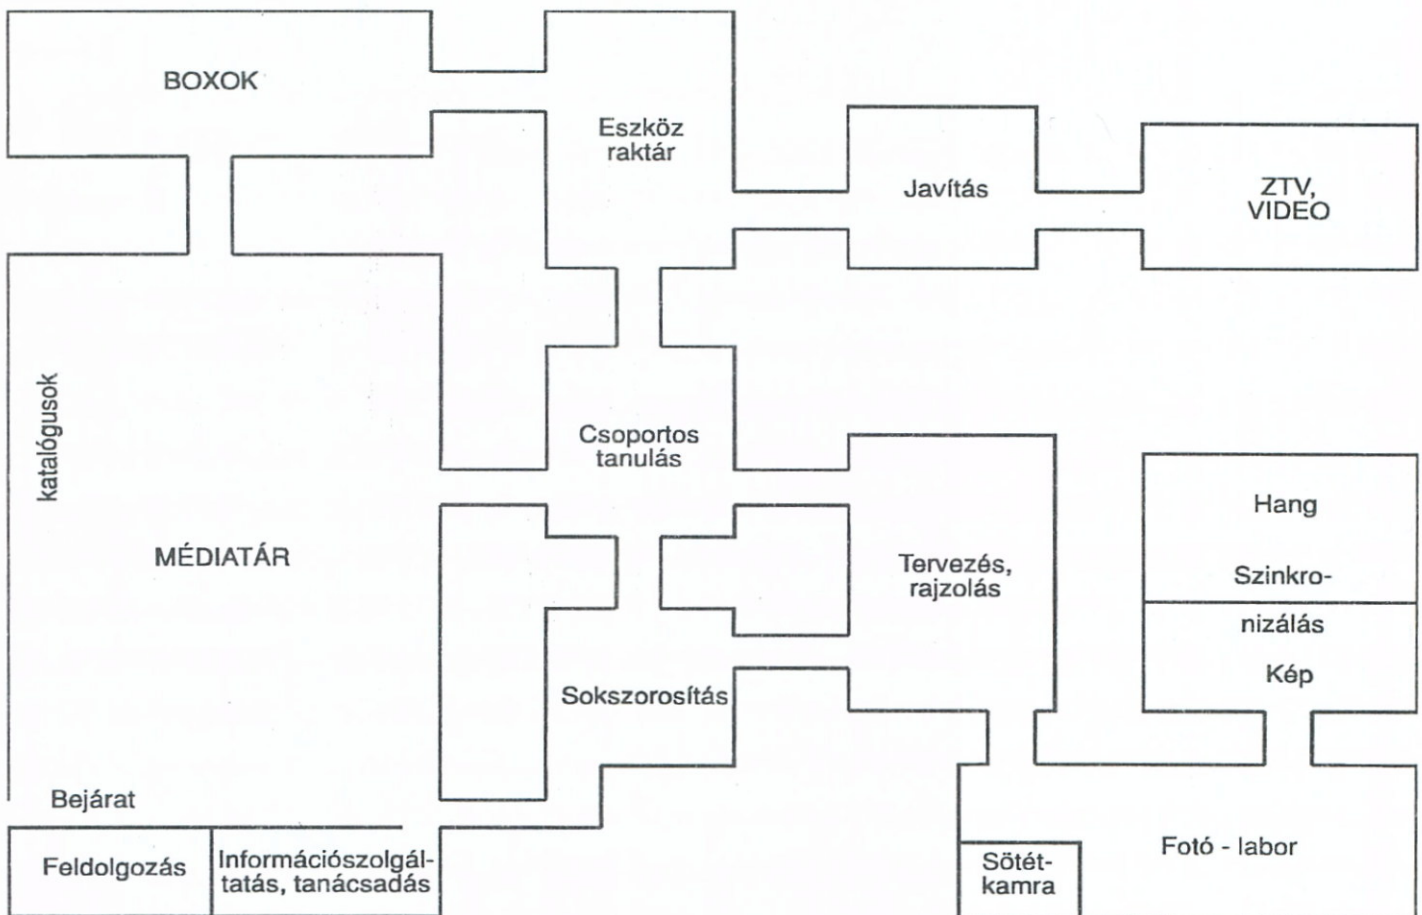 BOXOK
Eszköz
raktár
Javítás
ZTV,
VIDEO
katalógusok
Csoportos
tanulás
MÉDIATÁR
Tervezés,
rajzolás
Hang
Szinkro-
nizálás
Kép
Sokszorosítás
Bejárat
Feldolgozás
Információszolgál-
tatás, tanácsadás
Sötét-
kamra
Fotó - labor